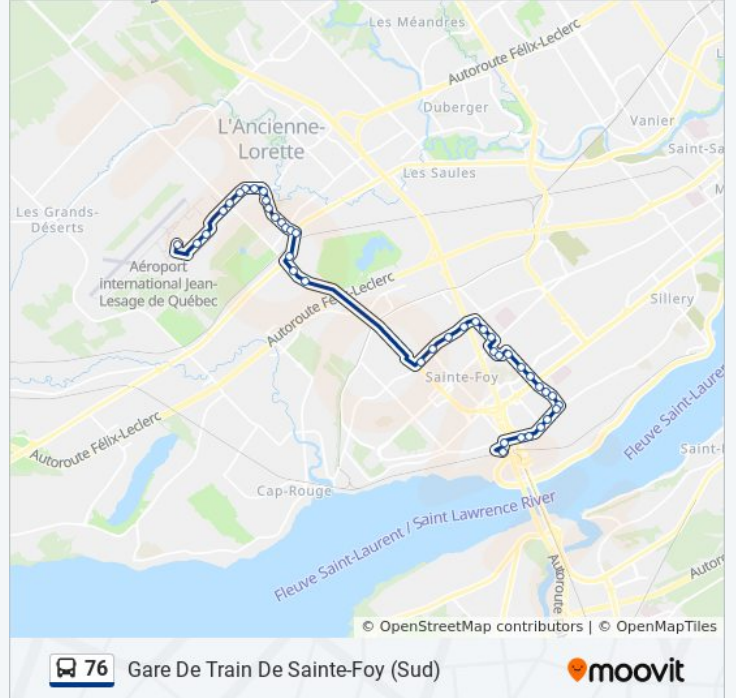 Les Méandres
Autoroute Félix-Leclerc
Duberger
Vanier
L'Ancienne-
Lorette
Saint-Sa
Les Saules
Les Grands-
Déserts
Aéroport
international Jean-
Lesage de Québec
Autoroute Félix-Leclerc
Sillery
Sainte-Foy
Autoroute Félix-Leclerc
Fleuve Saint-Lauren
Saint-
Cap-Rouge
Fleuve Saint-Laurent / Saint Lawrence River
Autoroute
Autor
© OpenStreetMap contributors | © OpenMapTiles
76 Gare De Train De Sainte-Foy (Sud)
moovit